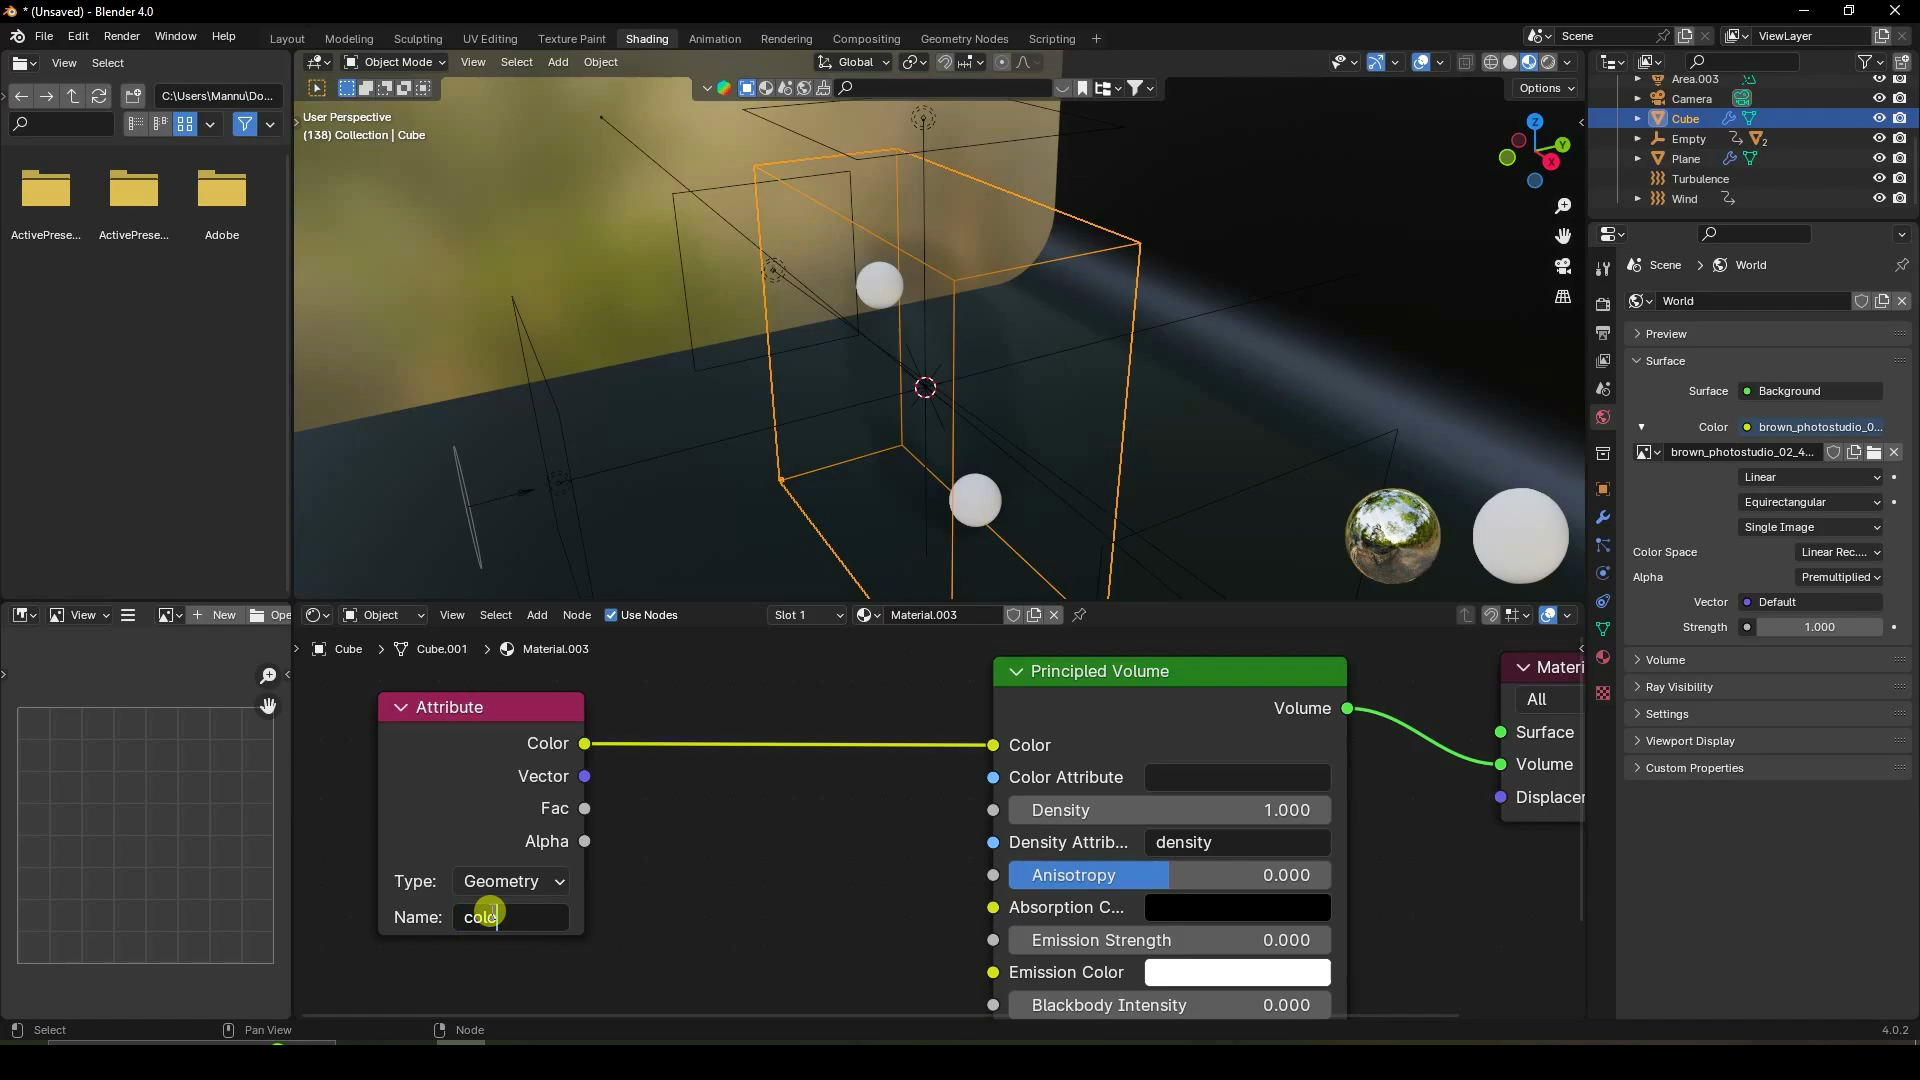 * (Unsaved) - Blender 4.0
File Edit Render Window Help
Layout Modeling Sculpting UV Editing Texture Paint Shading Animation Rendering Compositing Geometry Nodes Scripting +
Scene
ViewLayer
View Select
Object Mode View Select Add Object
Global
C:\Users\Mannu\Do...
Options
User Perspective
(138) Collection | Cube
ActivePrese...
ActivePrese...
Adobe
Area.003
Camera
Cube
Empty
2
Plane
Turbulence
Wind
Z
Y
X
Scene > World
World
Preview
Surface
Surface Background
Color brown_photostudio_0...
brown_photostudio_02_4...
Linear
Equirectangular
Single Image
Color Space Linear Rec....
Alpha Premultiplied
Vector Default
Strength 1.000
Volume
Ray Visibility
Settings
Viewport Display
Custom Properties
View
New
Ope
Object View Select Add Node Use Nodes
Slot 1
Material.003
Cube > Cube.001 > Material.003
Attribute
Color
Vector
Fac
Alpha
Type: Geometry
Name: colo
Principled Volume
Volume
Color
Color Attribute
Density 1.000
Density Attrib... density
Anisotropy 0.000
Absorption C...
Emission Strength 0.000
Emission Color
Blackbody Intensity 0.000
Materi
All
Surface
Volume
Displacer
Select
Pan View
Node
4.0.2